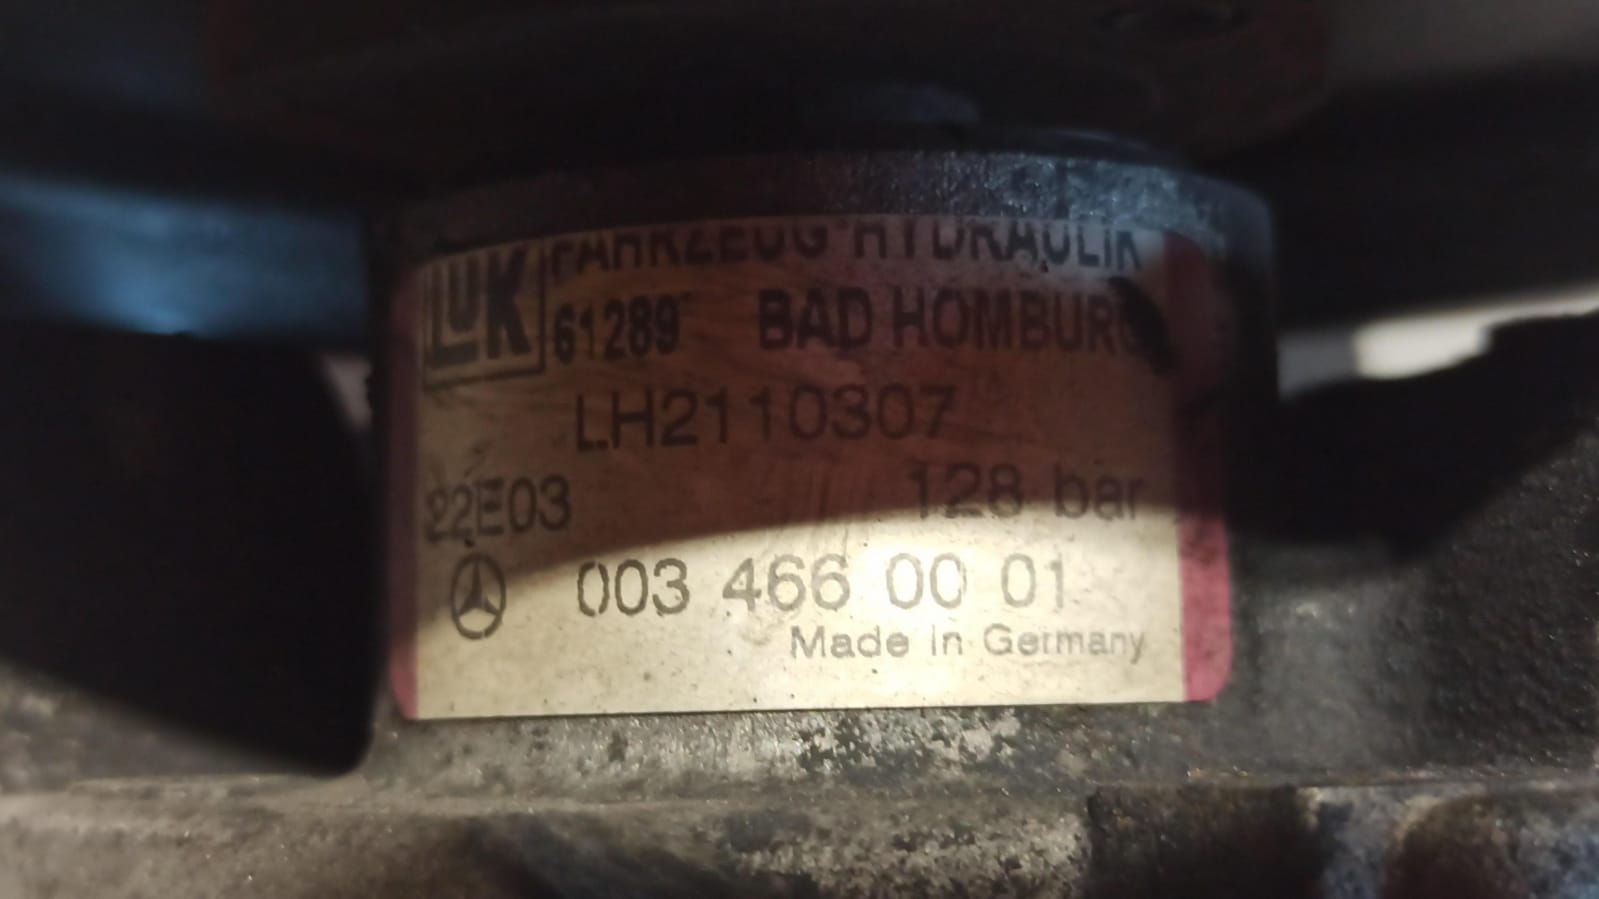 LuK FAHRZEUG-HYDRAULIK
61289 BAD HOMBURG
LH2110307
22E03 128 bar
003 466 00 01
Made in Germany